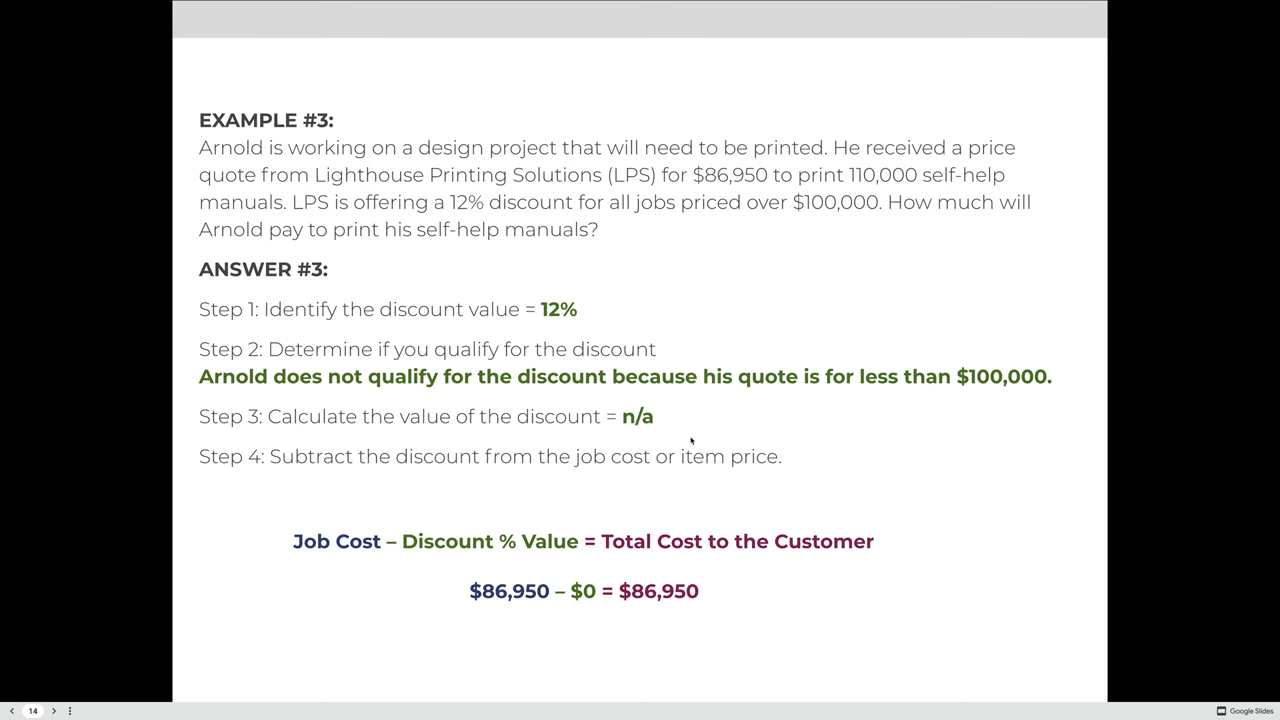 EXAMPLE #3:
Arnold is working on a design project that will need to be printed. He received a price
quote from Lighthouse Printing Solutions (LPS) for $86,950 to print 110,000 self-help
manuals. LPS is offering a 12% discount for all jobs priced over $100,000. How much will
Arnold pay to print his self-help manuals?
ANSWER #3:
Step 1: Identify the discount value = 12%
Step 2: Determine if you qualify for the discount
Arnold does not qualify for the discount because his quote is for less than $100,000.
Step 3: Calculate the value of the discount = n/a
Step 4: Subtract the discount from the job cost or item price.
Job Cost – Discount % Value = Total Cost to the Customer
$86,950 – $0 = $86,950
14
Google Slides